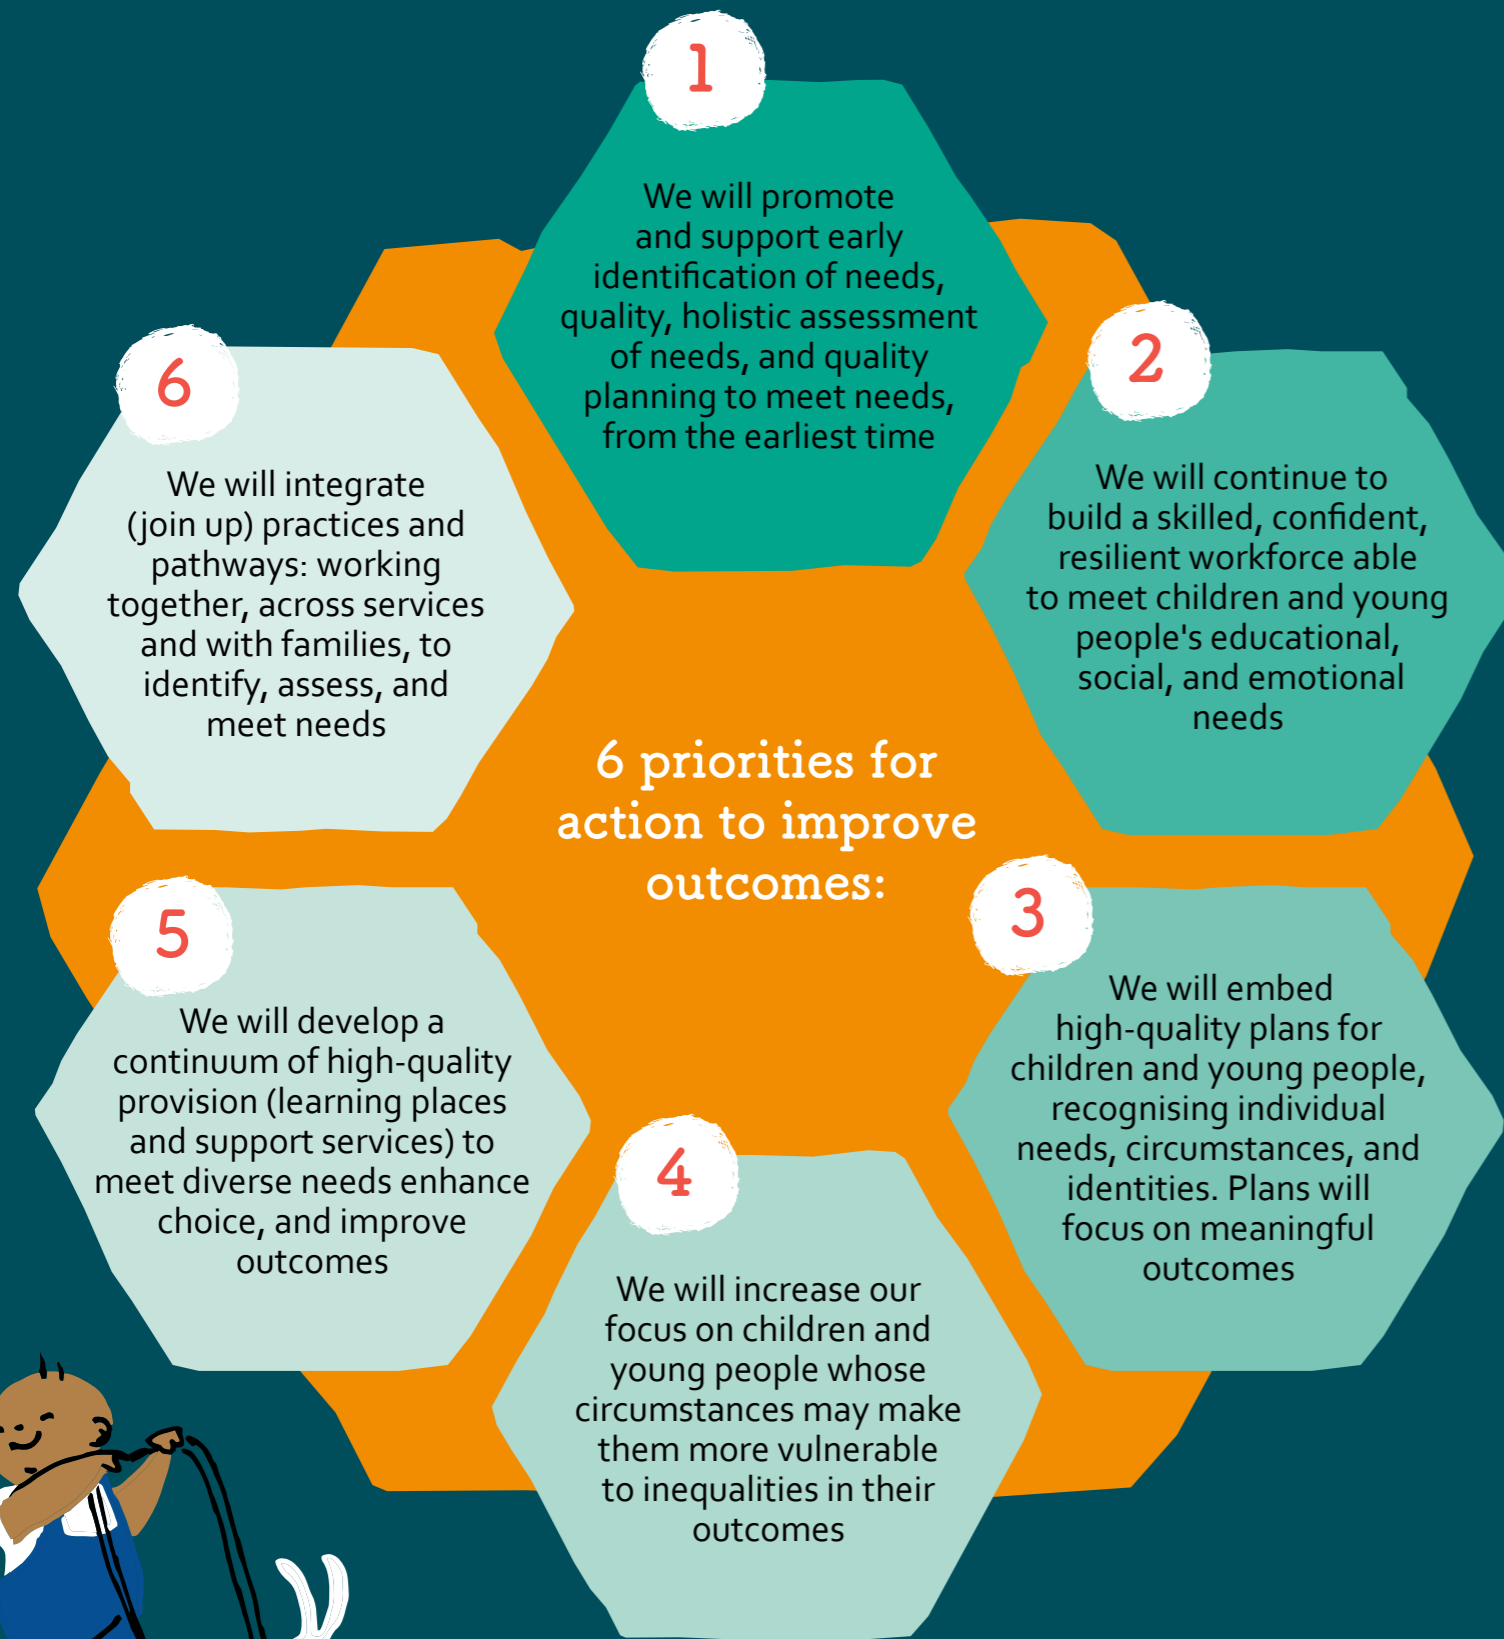 1
We will promote
and support early
identification of needs,
quality, holistic assessment
of needs, and quality
planning to meet needs,
from the earliest time
2
We will continue to
build a skilled, confident,
resilient workforce able
to meet children and young
people's educational,
social, and emotional
needs
6
We will integrate
(join up) practices and
pathways: working
together, across services
and with families, to
identify, assess, and
meet needs
6 priorities for
action to improve
outcomes:
3
We will embed
high-quality plans for
children and young people,
recognising individual
needs, circumstances, and
identities. Plans will
focus on meaningful
outcomes
5
We will develop a
continuum of high-quality
provision (learning places
and support services) to
meet diverse needs enhance
choice, and improve
outcomes
4
We will increase our
focus on children and
young people whose
circumstances may make
them more vulnerable
to inequalities in their
outcomes